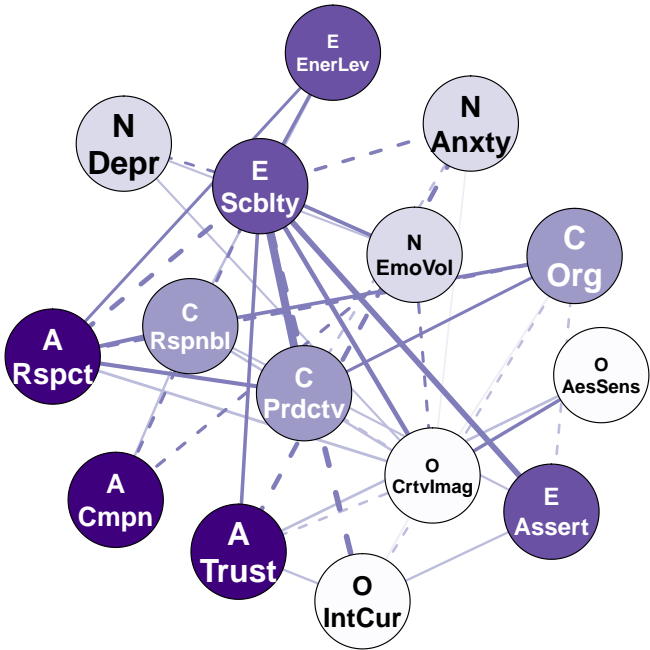 E
EnerLev
N
Anxty
N
Depr
E
Scblty
N
EmoVol
C
Org
C
Rspnbl
A
Rspct
O
AesSens
C
Prdctv
O
CrtvImag
A
Cmpn
E
Assert
A
Trust
O
IntCur